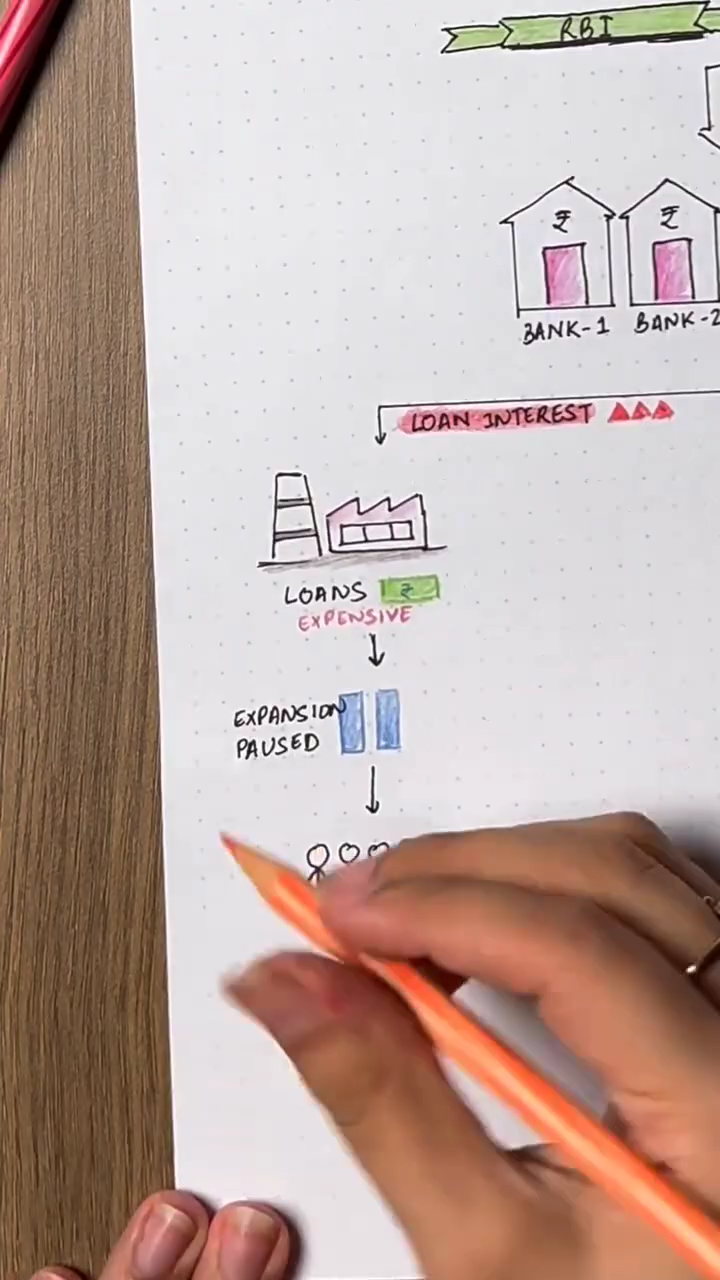 RBI
₹ ₹
BANK-1 BANK-2
LOAN INTEREST
LOANS ₹
EXPENSIVE
EXPANSION
PAUSED